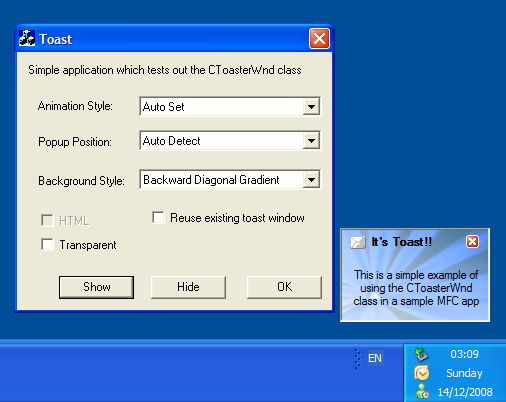 Toast
Simple application which tests out the CToasterWnd class
Animation Style: Auto Set
Popup Position: Auto Detect
Background Style: Backward Diagonal Gradient
HTML Reuse existing toast window
Transparent
Show Hide OK
It's Toast!!
This is a simple example of
using the CToasterWnd
class in a sample MFC app
EN
03:09
Sunday
14/12/2008